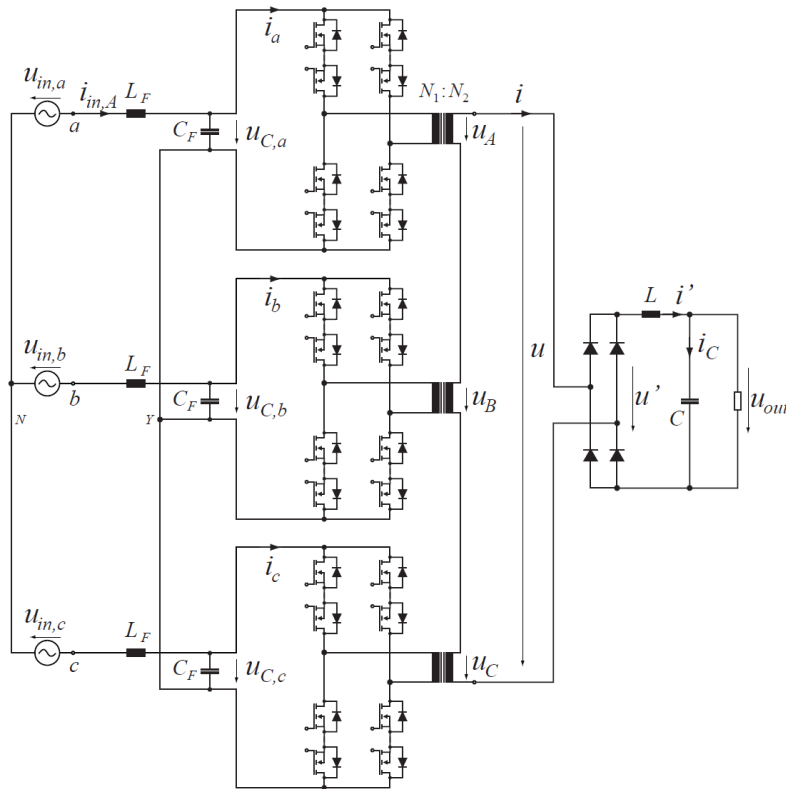 i_a
u_{in,a}
i_{in,A}
L_F
N_1:N_2
i
a
C_F
u_{C,a}
u_A
i_b
u_{in,b}
L_F
L
i'
u
i_C
b
C_F
u_{C,b}
u_B
u'
C
u_{out}
N
Y
i_c
u_{in,c}
L_F
c
C_F
u_{C,c}
u_C